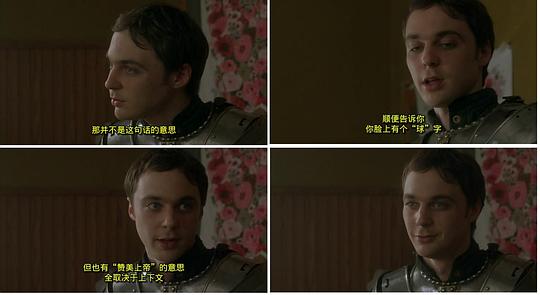 那并不是这句话的意思
顺便告诉你
你脸上有个“球”字
但也有“赞美上帝”的意思
全取决于上下文